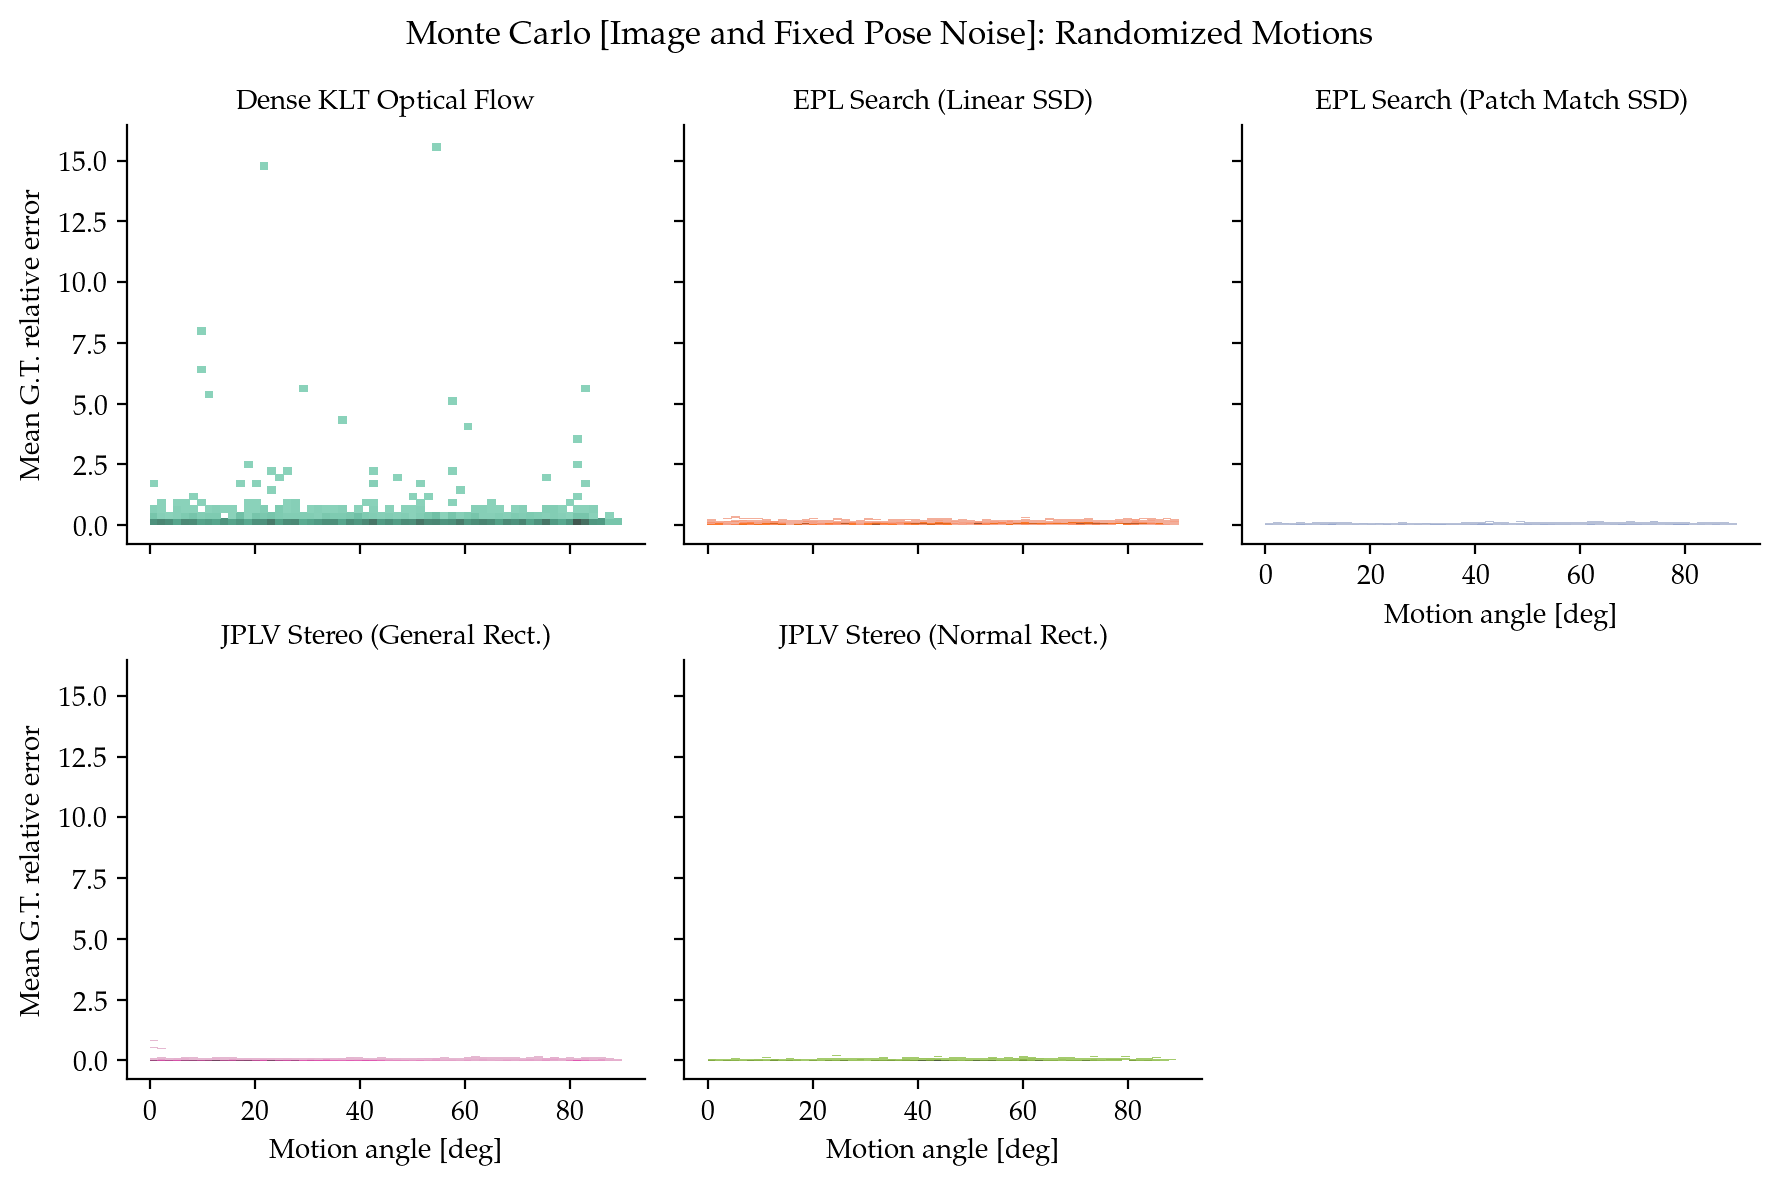 Monte Carlo [Image and Fixed Pose Noise]: Randomized Motions
Dense KLT Optical Flow
EPL Search (Linear SSD)
EPL Search (Patch Match SSD)
Mean G.T. relative error
15.0
12.5
10.0
7.5
5.0
2.5
0.0
0 20 40 60 80
Motion angle [deg]
JPLV Stereo (General Rect.)
JPLV Stereo (Normal Rect.)
Mean G.T. relative error
15.0
12.5
10.0
7.5
5.0
2.5
0.0
0 20 40 60 80
Motion angle [deg]
0 20 40 60 80
Motion angle [deg]